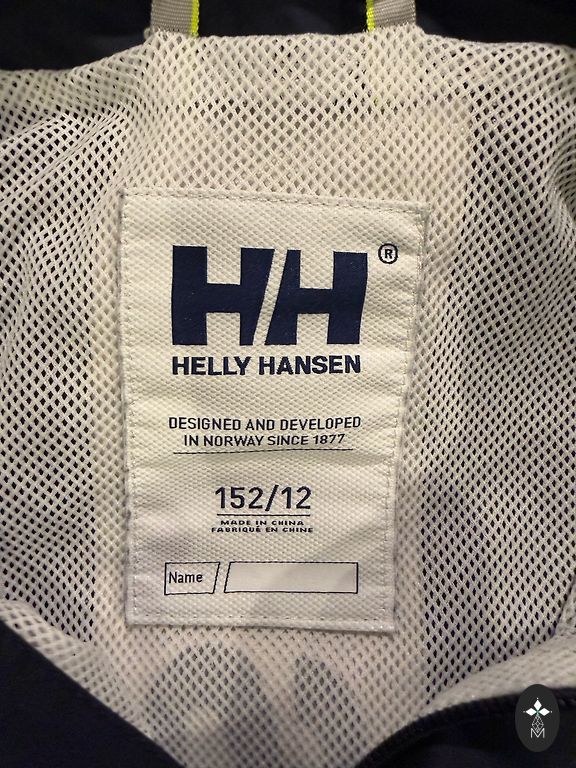 HH®
HELLY HANSEN
DESIGNED AND DEVELOPED
IN NORWAY SINCE 1877
152/12
MADE IN CHINA
FABRIQUÉ EN CHINE
Name
M